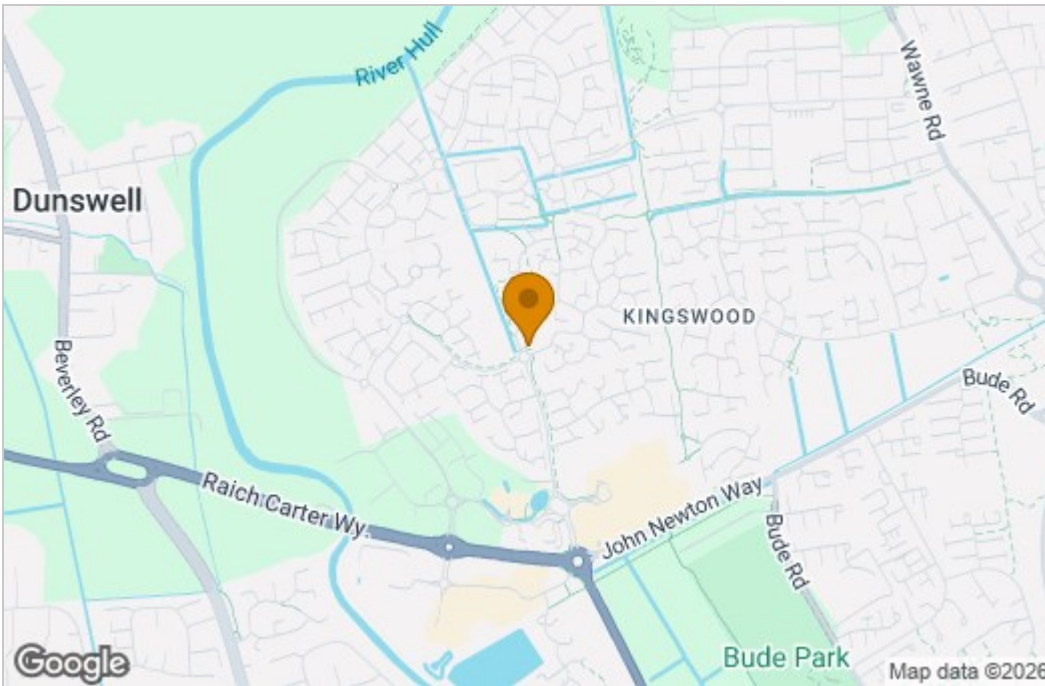 River Hull
Wawne Rd
Dunswell
KINGSWOOD
Beverley Rd
Bude Rd
Raich Carter Wy.
John Newton Way
Bude Rd
Bude Park
Google
Map data ©2026